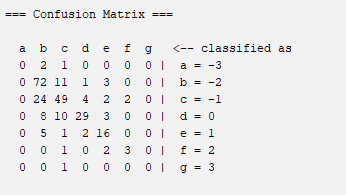 === Confusion Matrix ===
a b c d e f g <-- classified as
0 2 1 0 0 0 0 | a = -3
0 72 11 1 3 0 0 | b = -2
0 24 49 4 2 2 0 | c = -1
0 8 10 29 3 0 0 | d = 0
0 5 1 2 16 0 0 | e = 1
0 0 1 0 2 3 0 | f = 2
0 0 1 0 0 0 0 | g = 3